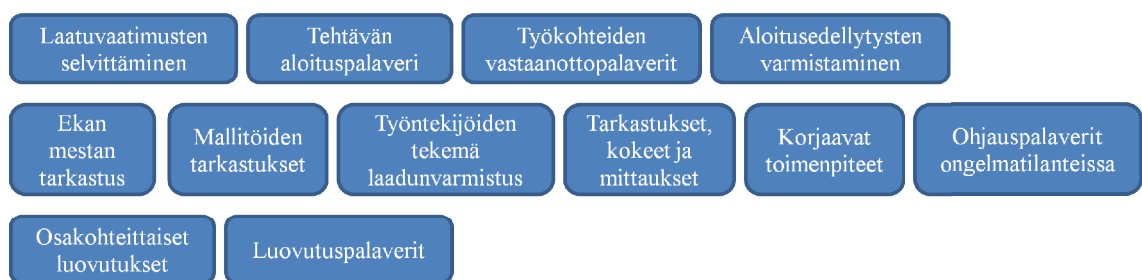 Laatuvaatimusten
selvittäminen
Tehtävän
aloituspalaveri
Työkohteiden
vastaanottopalaverit
Aloitusedellytysten
varmistaminen
Ekan
mestan
tarkastus
Mallitöiden
tarkastukset
Työntekijöiden
tekemä
laadunvarmistus
Tarkastukset,
kokeet ja
mittaukset
Korjaavat
toimenpiteet
Ohjauspalaverit
ongelmatilanteissa
Osakohteittaiset
luovutukset
Luovutuspalaverit